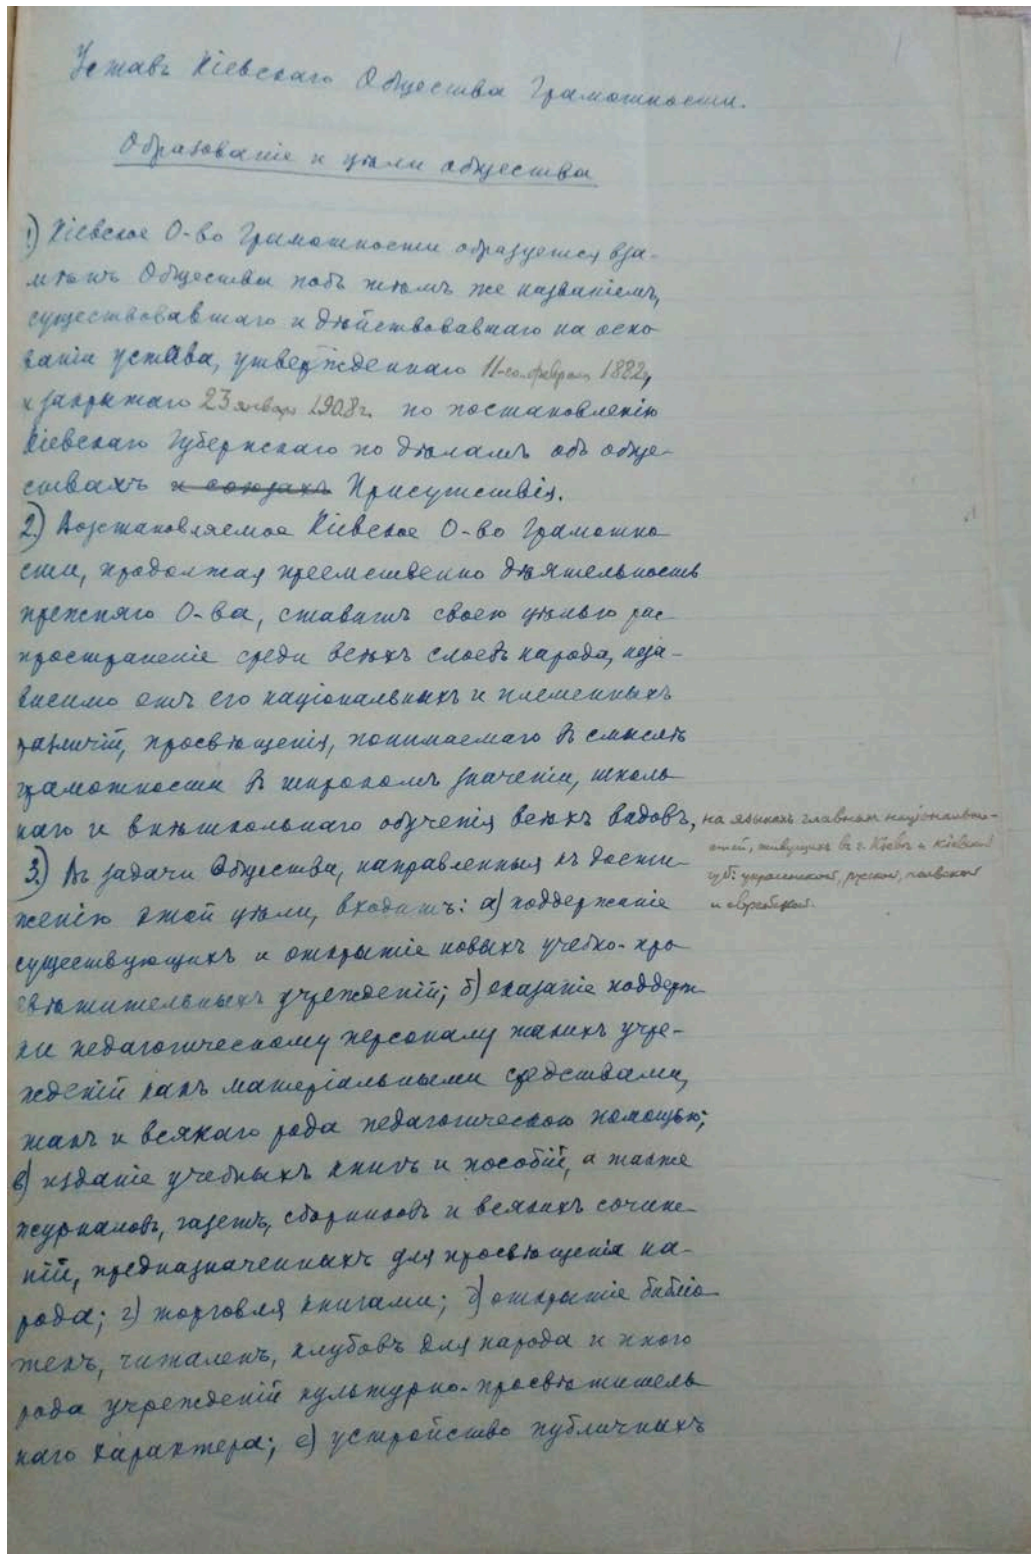 Уставъ Кіевскаго Общества Грамотности.
Образованіе и цѣли общества
1) Кіевское О-во Грамотности образуется вза-
мѣнъ Общества подъ тѣмъ же названіемъ,
существовавшаго и дѣйствовавшаго на осно
ваніи устава, утвержденнаго 11-го февраля 1882г,
и закрытаго 23 января 1908г. по постановленію
Кіевскаго Губернскаго по дѣламъ объ обще-
ствахъ и союзахъ Присутствія.
2.) Возстановляемое Кіевское О-во Грамотно
сти, продолжая преемственно дѣятельность
прежняго О-ва, ставитъ своею цѣлью рас
пространеніе среди всѣхъ слоевъ народа, неза-
висимо отъ его національныхъ и племенныхъ
различій, просвѣщенія, понимаемаго въ смыслѣ
грамотности въ широкомъ значеніи, школь
наго и внѣшкольнаго обученія всѣхъ видовъ,
на языкахъ главныхъ національно-
стей, живущихъ въ г. Кіевѣ и Кіевской
губ: украинской, русской, польской
и еврейской.
3.) Въ задачи Общества, направленныя къ дости-
женію этой цѣли, входитъ: а) поддержаніе
существующихъ и открытіе новыхъ учебно-про
свѣтительныхъ учрежденій; б) оказаніе поддерж
ки педагогическому персоналу такихъ учре-
жденій какъ матеріальными средствами,
такъ и всякаго рода педагогическою помощью;
в) изданіе учебныхъ книгъ и пособій, а также
журналовъ, газетъ, сборниковъ и всякихъ сочине
ній, предназначенныхъ для просвѣщенія на-
рода; г) торговля книгами; д) открытіе библіо
текъ, читаленъ, клубовъ для народа и иного
рода учрежденій культурно-просвѣтитель
наго характера; е) устройство публичныхъ